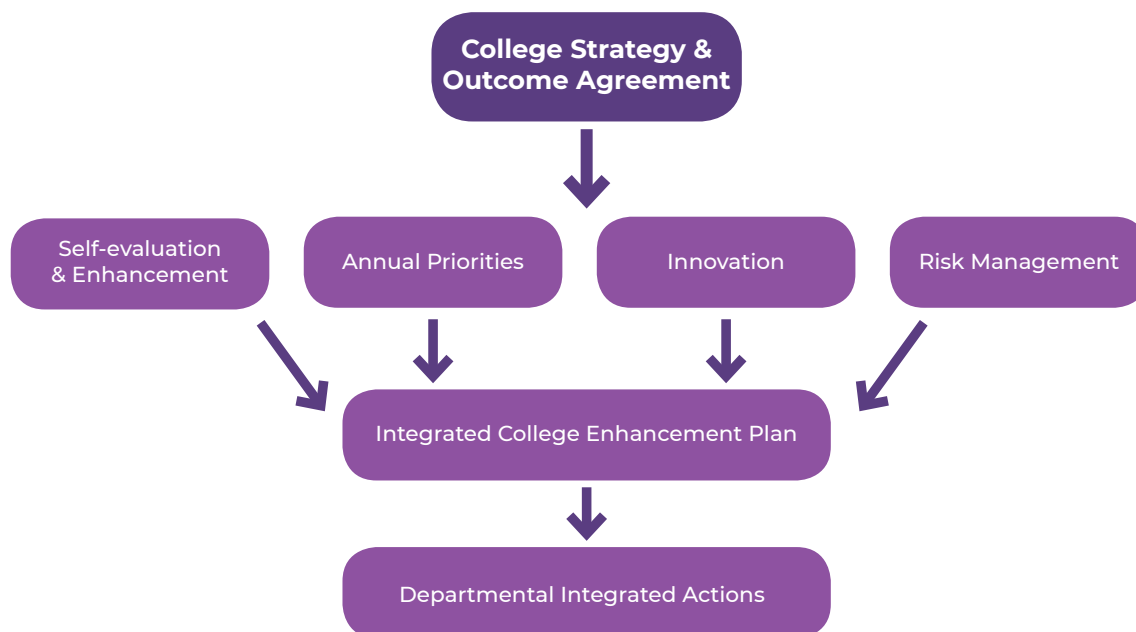 College Strategy &
Outcome Agreement
Self-evaluation
& Enhancement
Annual Priorities
Innovation
Risk Management
Integrated College Enhancement Plan
Departmental Integrated Actions